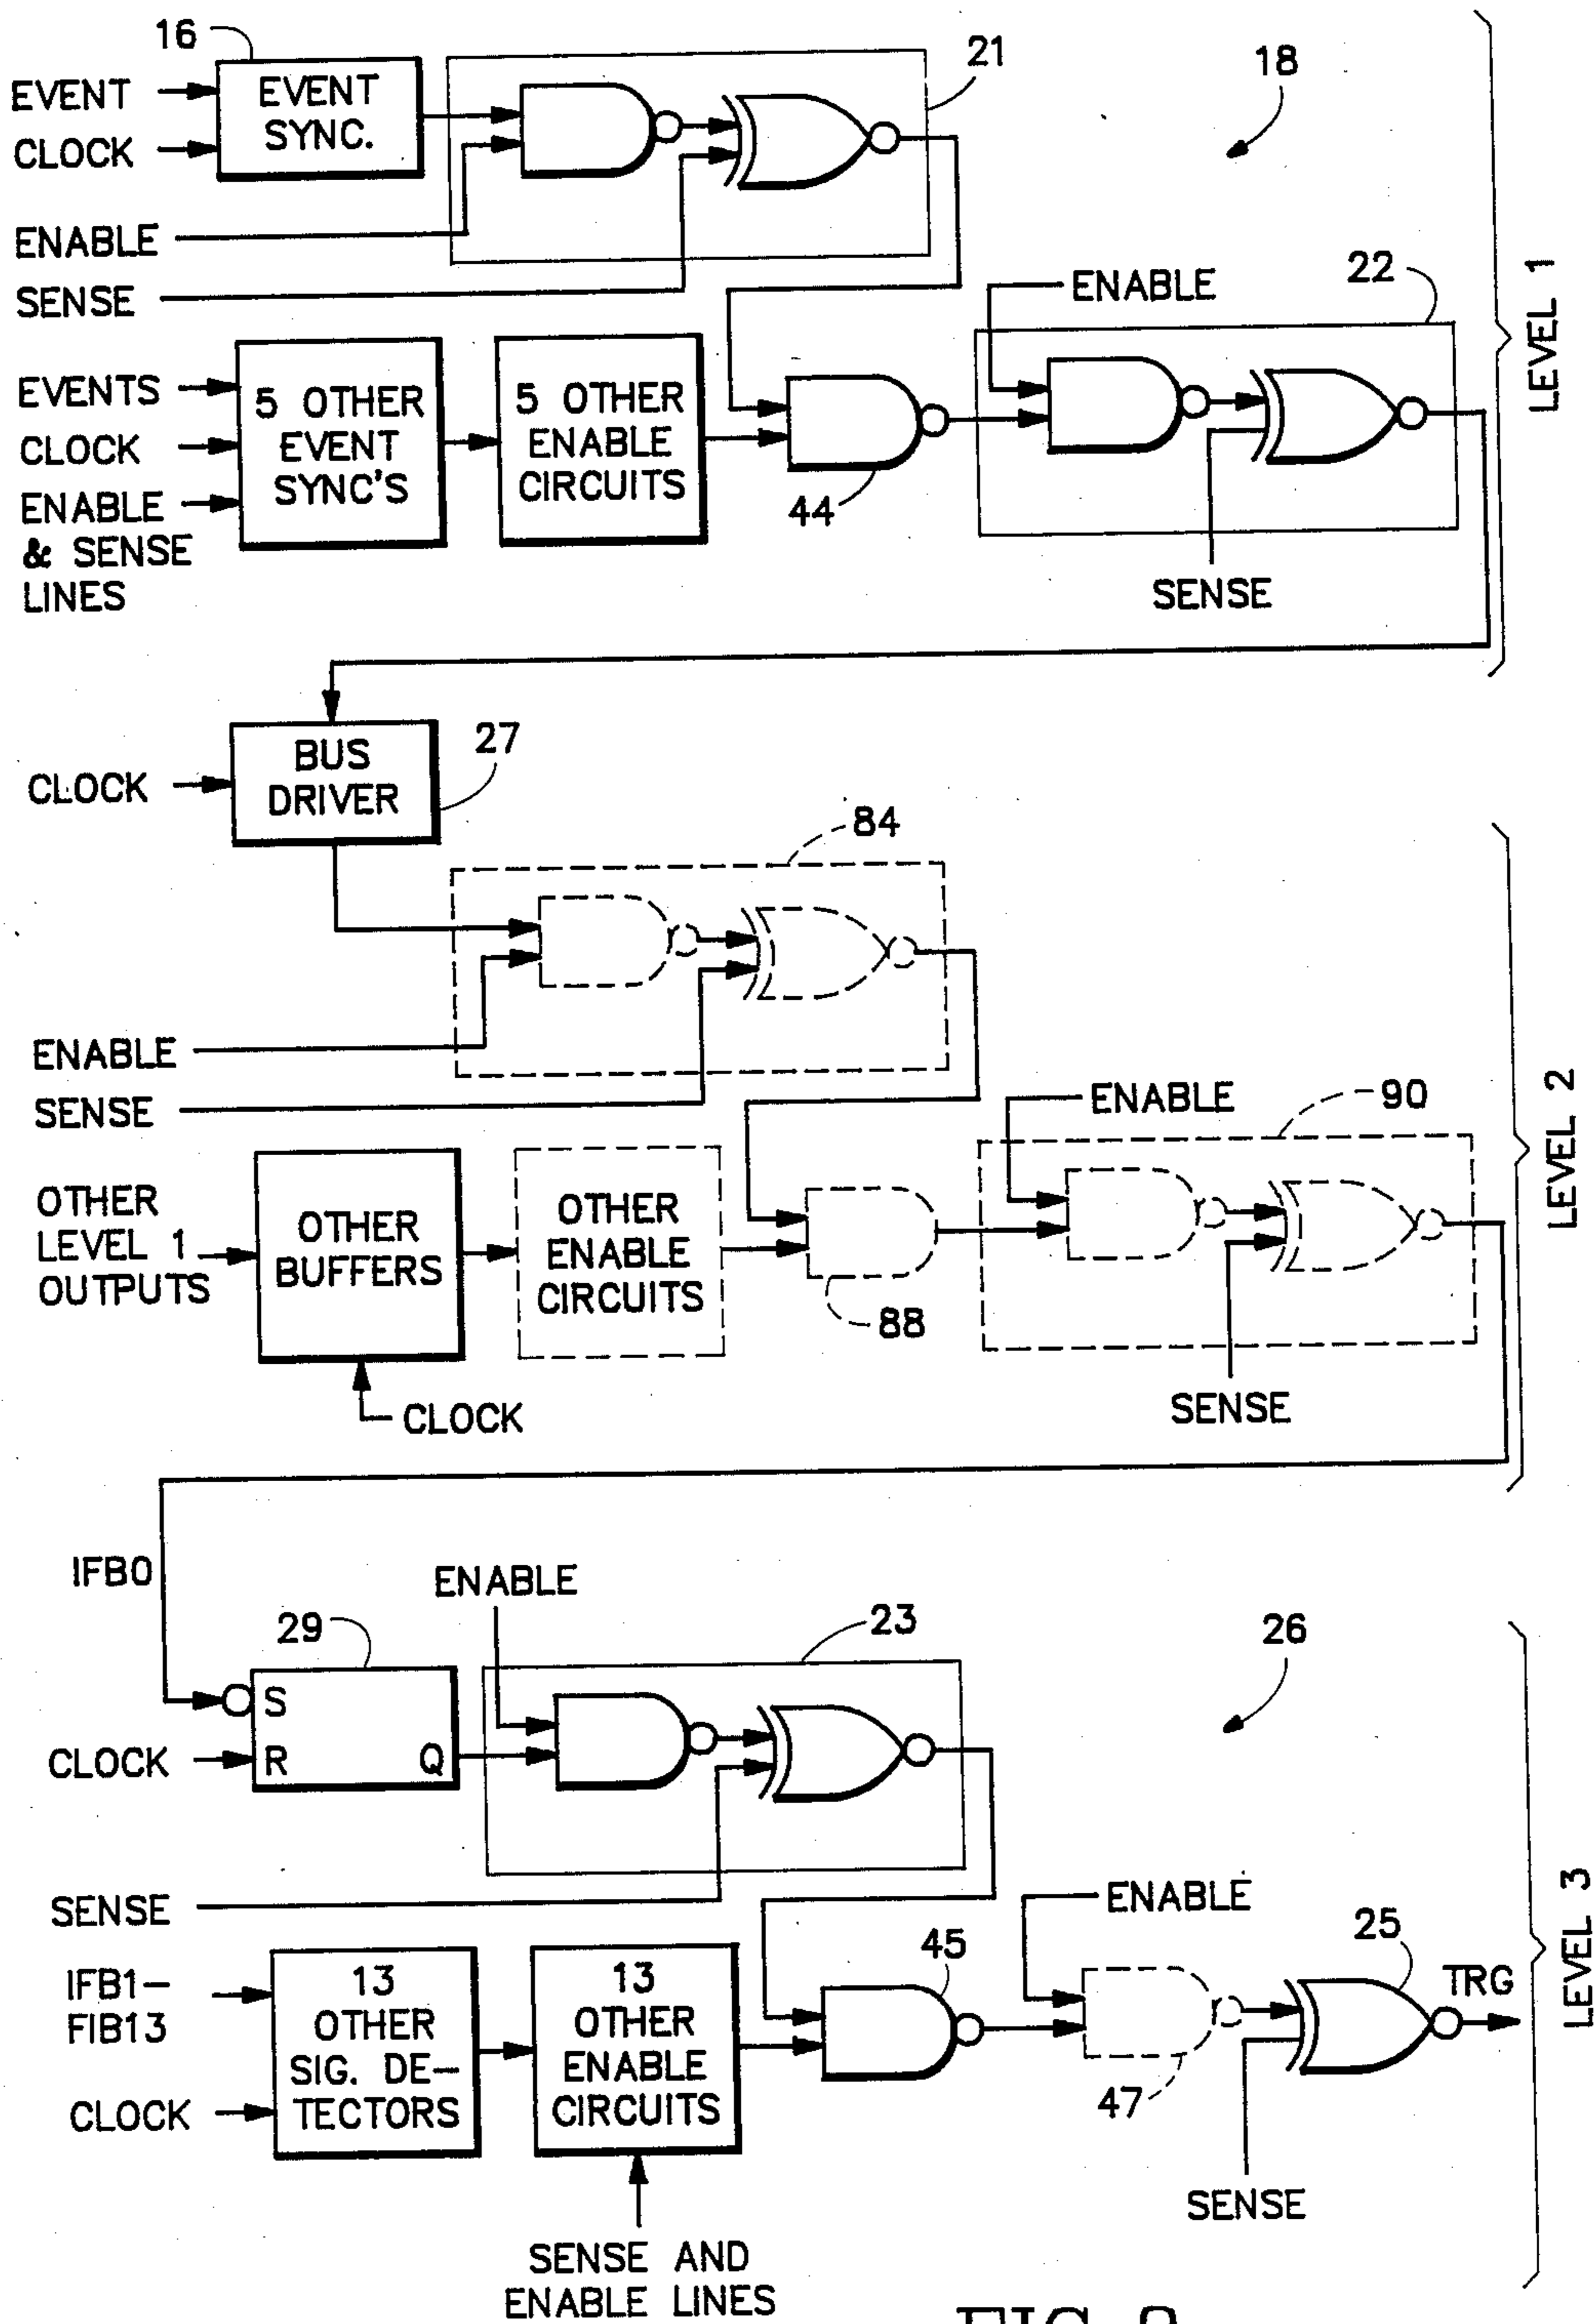 16
21
18
EVENT
CLOCK
EVENT
SYNC.
ENABLE
SENSE
ENABLE
22
LEVEL 1
EVENTS
CLOCK
ENABLE
& SENSE
LINES
5 OTHER
EVENT
SYNC'S
5 OTHER
ENABLE
CIRCUITS
44
SENSE
CLOCK
BUS
DRIVER
27
84
ENABLE
SENSE
ENABLE
90
LEVEL 2
OTHER
LEVEL 1
OUTPUTS
OTHER
BUFFERS
OTHER
ENABLE
CIRCUITS
88
SENSE
CLOCK
IFB0
ENABLE
29
23
26
S
CLOCK
R
Q
SENSE
ENABLE
25
TRG
LEVEL 3
IFB1-
FIB13
CLOCK
13
OTHER
SIG. DE-
TECTORS
13
OTHER
ENABLE
CIRCUITS
45
47
SENSE
SENSE AND
ENABLE LINES